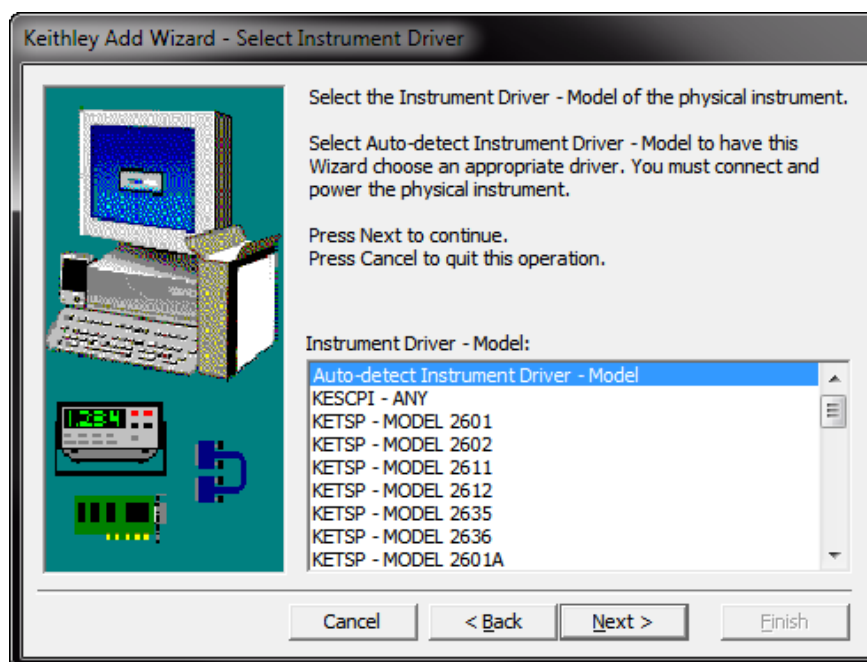 Keithley Add Wizard - Select Instrument Driver
Select the Instrument Driver - Model of the physical instrument.
Select Auto-detect Instrument Driver - Model to have this
Wizard choose an appropriate driver. You must connect and
power the physical instrument.
Press Next to continue.
Press Cancel to quit this operation.
Instrument Driver - Model:
Auto-detect Instrument Driver - Model
KESCPI - ANY
KETSP - MODEL 2601
KETSP - MODEL 2602
KETSP - MODEL 2611
KETSP - MODEL 2612
KETSP - MODEL 2635
KETSP - MODEL 2636
KETSP - MODEL 2601A
1.234
Cancel
< Back
Next >
Finish